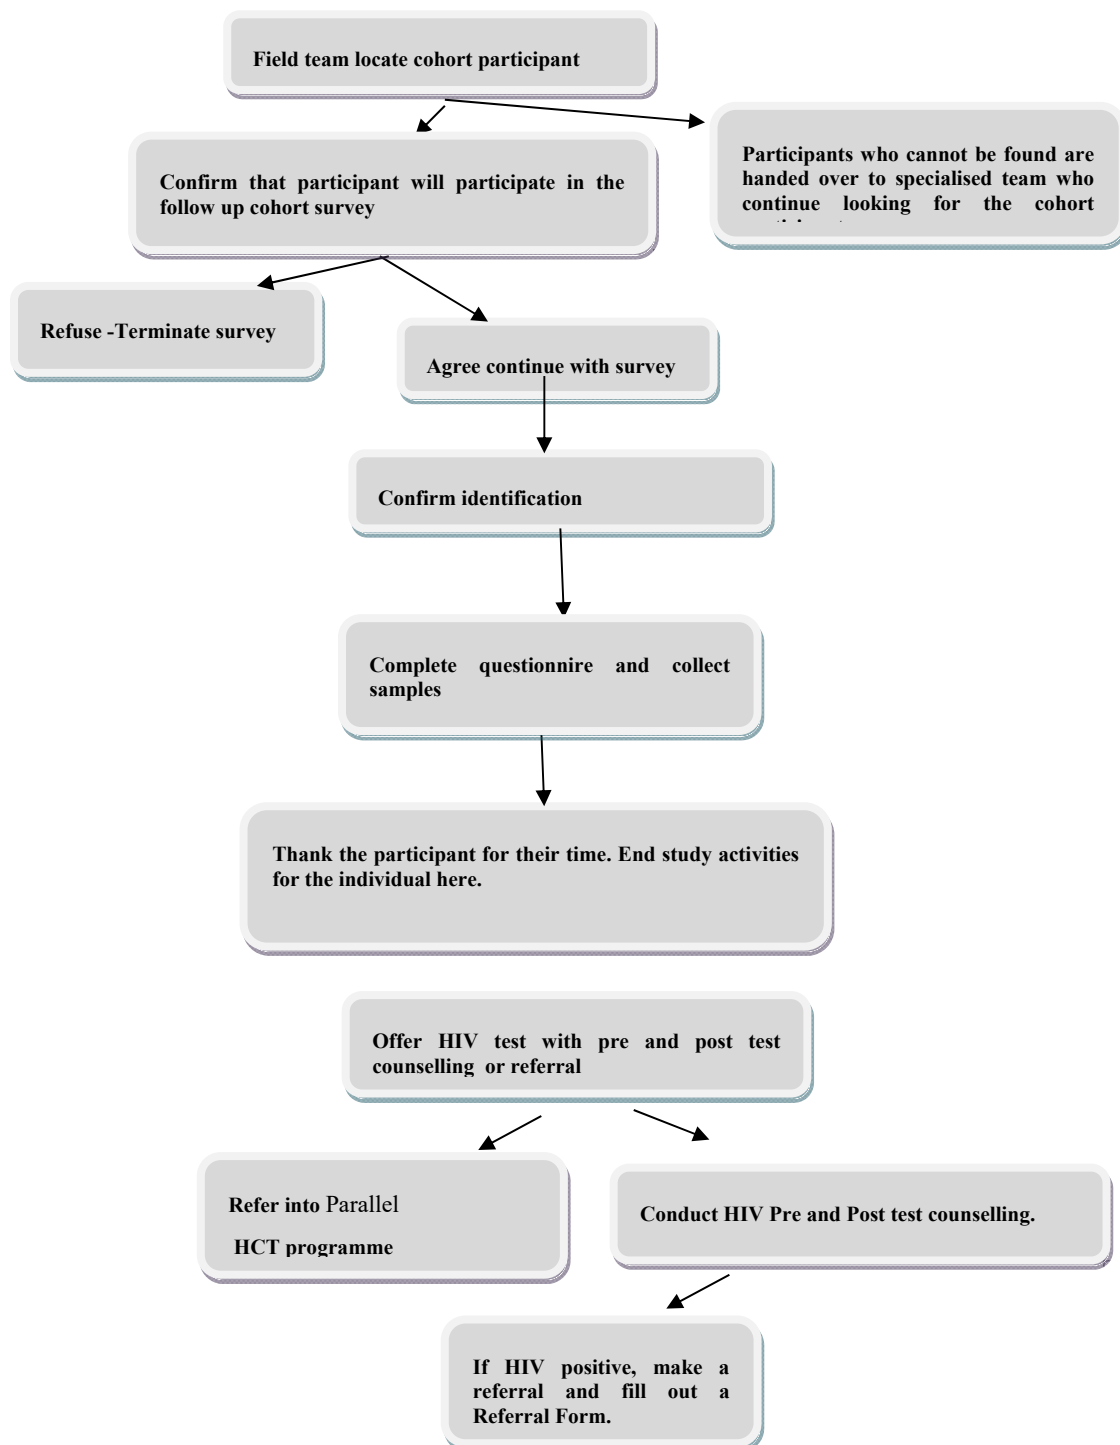 Field team locate cohort participant
Participants who cannot be found are
handed over to specialised team who
continue looking for the cohort
Confirm that participant will participate in the
follow up cohort survey
Refuse -Terminate survey
Agree continue with survey
Confirm identification
Complete questionnire and collect
samples
Thank the participant for their time. End study activities
for the individual here.
Offer HIV test with pre and post test
counselling or referral
Refer into Parallel
HCT programme
Conduct HIV Pre and Post test counselling.
If HIV positive, make a
referral and fill out a
Referral Form.